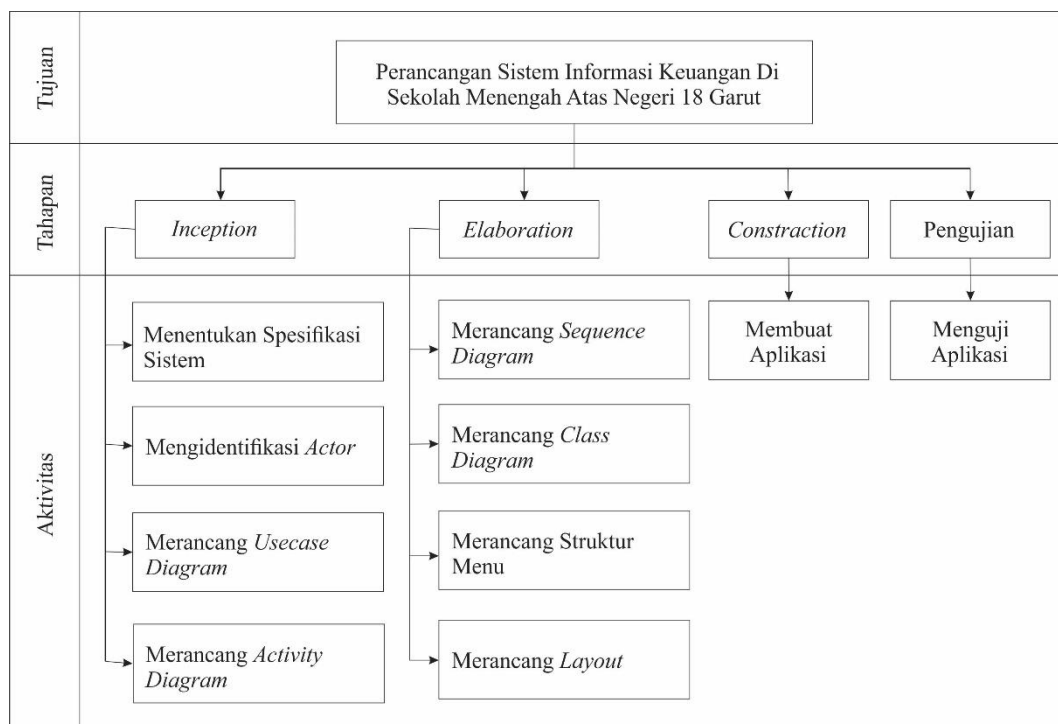 Tujuan
Perancangan Sistem Informasi Keuangan Di
Sekolah Menengah Atas Negeri 18 Garut
Tahapan
Inception
Elaboration
Constraction
Pengujian
Aktivitas
Menentukan Spesifikasi
Sistem
Mengidentifikasi Actor
Merancang Usecase
Diagram
Merancang Activity
Diagram
Merancang Sequence
Diagram
Merancang Class
Diagram
Merancang Struktur
Menu
Merancang Layout
Membuat
Aplikasi
Menguji
Aplikasi